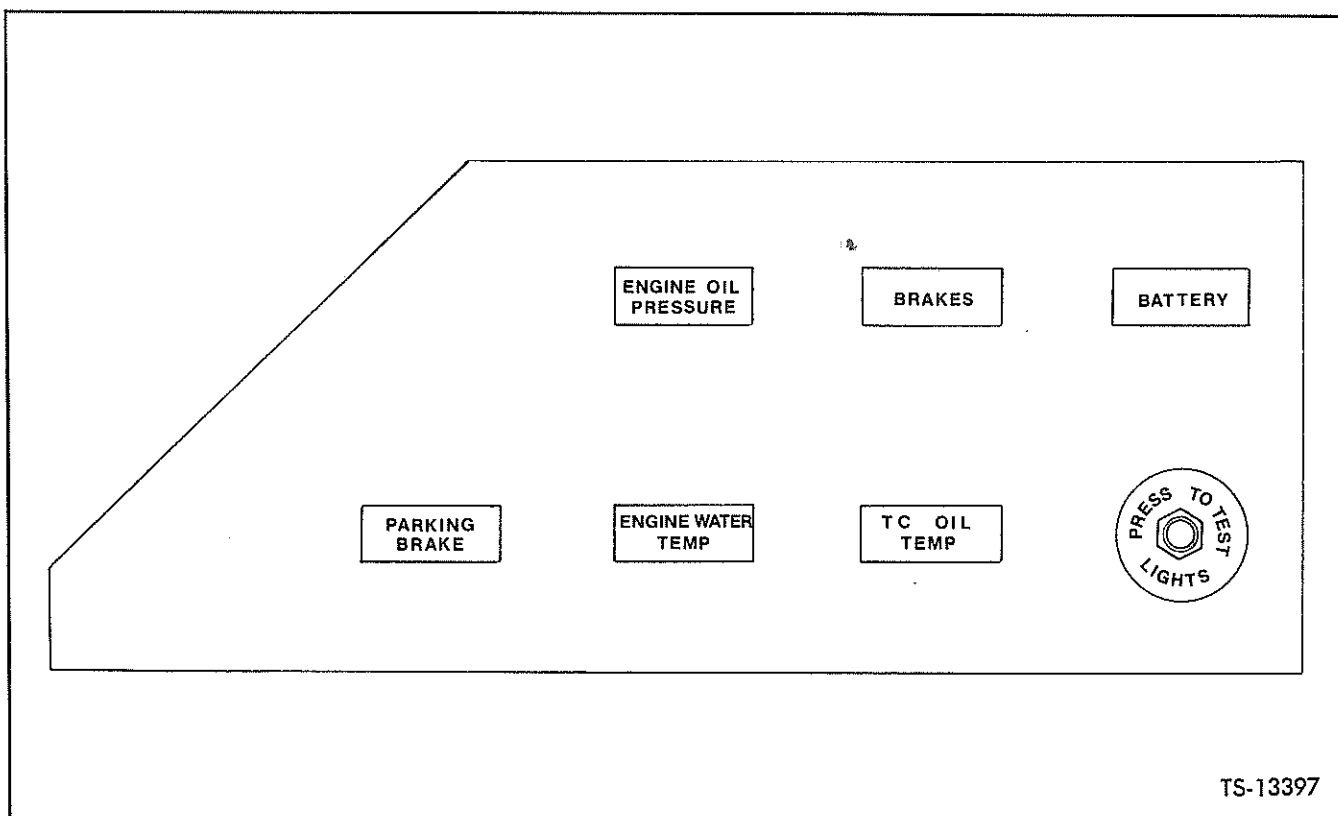 ENGINE OIL
PRESSURE
BRAKES
BATTERY
PARKING
BRAKE
ENGINE WATER
TEMP
TC OIL
TEMP
PRESS TO TEST
LIGHTS
TS-13397